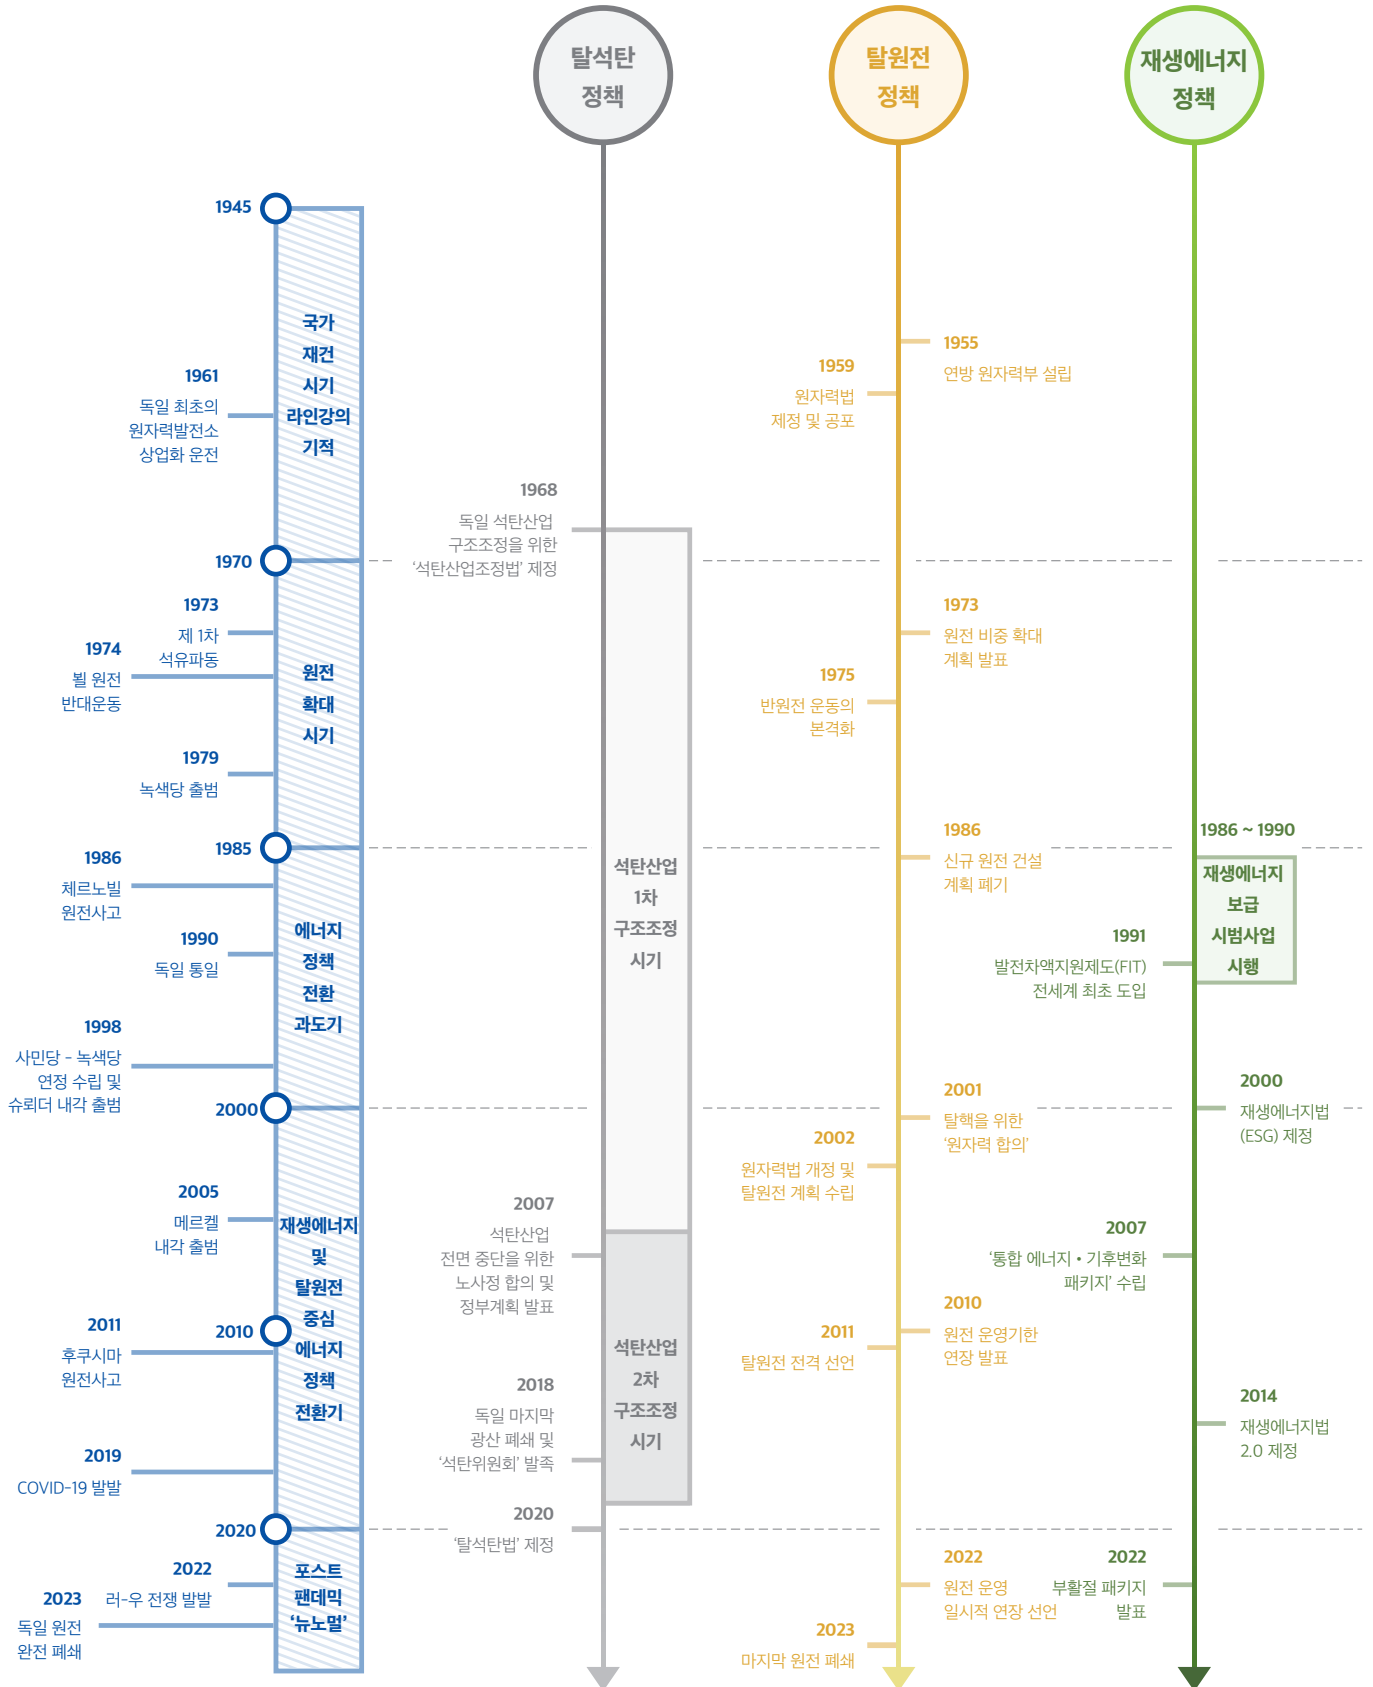 탈석탄
정책
탈원전
정책
재생에너지
정책
1945
국가
재건
시기
라인강의
기적
1961
독일 최초의
원자력발전소
상업화 운전
1970
1973
제 1차
석유파동
1974
뵐 원전
반대운동
원전
확대
시기
1979
녹색당 출범
1985
1986
체르노빌
원전사고
1990
독일 통일
에너지
정책
전환
과도기
1998
사민당 - 녹색당
연정 수립 및
슈뢰더 내각 출범
2000
2005
메르켈
내각 출범
재생에너지
및
탈원전
중심
에너지
정책
전환기
2010
2011
후쿠시마
원전사고
2019
COVID-19 발발
2020
2022
러-우 전쟁 발발
2023
독일 원전
완전 폐쇄
포스트
팬데믹
‘뉴노멀’
1968
독일 석탄산업
구조조정을 위한
‘석탄산업조정법’ 제정
석탄산업
1차
구조조정
시기
2007
석탄산업
전면 중단을 위한
노사정 합의 및
정부계획 발표
석탄산업
2차
구조조정
시기
2018
독일 마지막
광산 폐쇄 및
‘석탄위원회’ 발족
2020
‘탈석탄법’ 제정
1955
연방 원자력부 설립
1959
원자력법
제정 및 공포
1973
원전 비중 확대
계획 발표
1975
반원전 운동의
본격화
1986
신규 원전 건설
계획 폐기
2001
탈핵을 위한
‘원자력 합의’
2002
원자력법 개정 및
탈원전 계획 수립
2010
원전 운영기한
연장 발표
2011
탈원전 전격 선언
2022
원전 운영
일시적 연장 선언
2023
마지막 원전 폐쇄
1986 ~ 1990
재생에너지
보급
시범사업
시행
1991
발전차액지원제도(FIT)
전세계 최초 도입
2000
재생에너지법
(ESG) 제정
2007
‘통합 에너지 • 기후변화
패키지’ 수립
2014
재생에너지법
2.0 제정
2022
부활절 패키지
발표